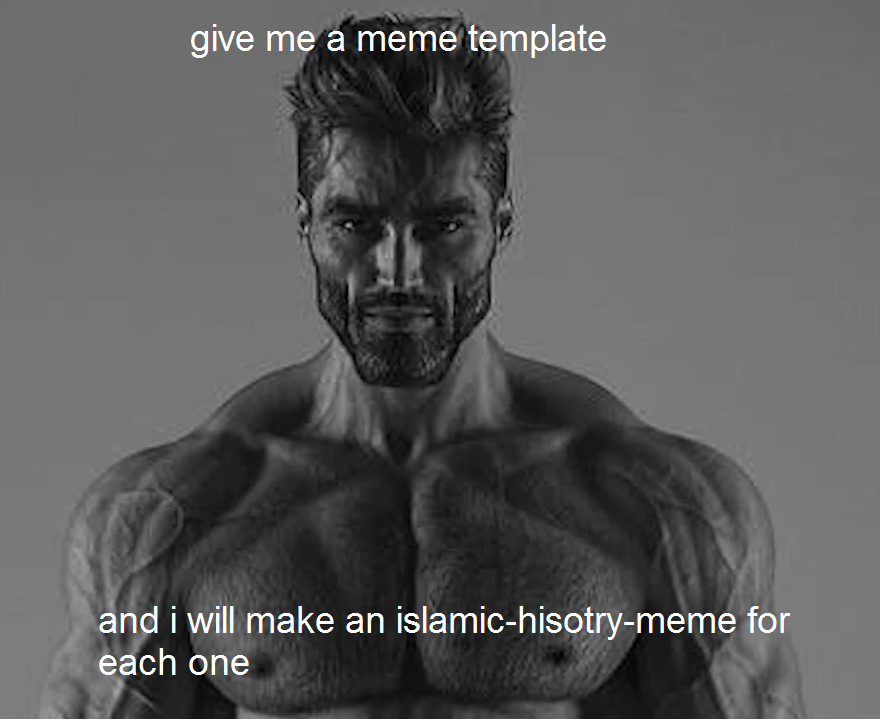 give me a meme template
and i will make an islamic-hisotry-meme for
each one